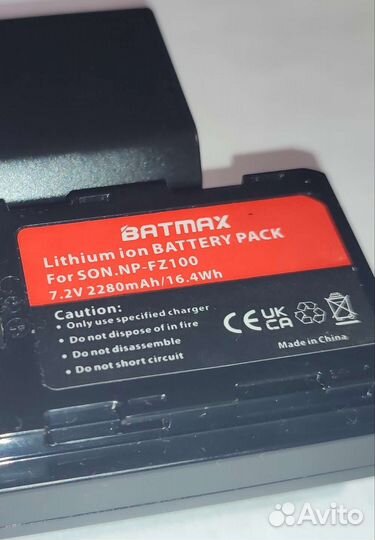 BATMAX
Lithium ion BATTERY PACK
For SON.NP-FZ100
7.2V 2280mAh/16.4Wh
Caution:
• Only use specified charger
• Do not dispose of in fire
• Do not disassemble
• Do not short circuit
CE UK CA
Made in China
Avito